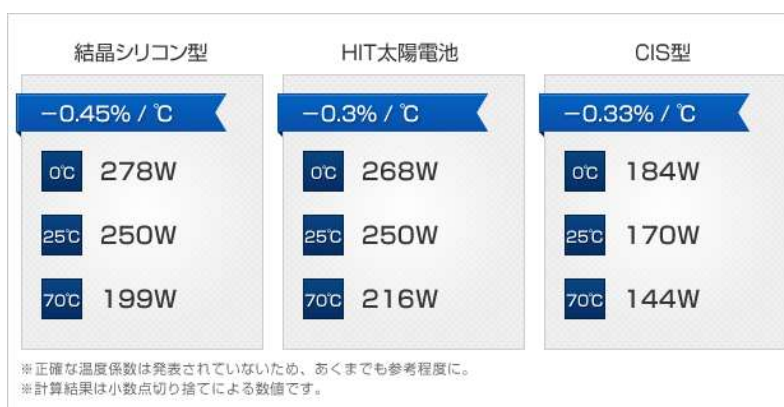 結晶シリコン型
-0.45% / ℃
0℃ 278W
25℃ 250W
70℃ 199W
HIT太陽電池
-0.3% / ℃
0℃ 268W
25℃ 250W
70℃ 216W
CIS型
-0.33% / ℃
0℃ 184W
25℃ 170W
70℃ 144W
※正確な温度係数は発表されていないため、あくまでも参考程度に。
※計算結果は小数点切り捨てによる数値です。